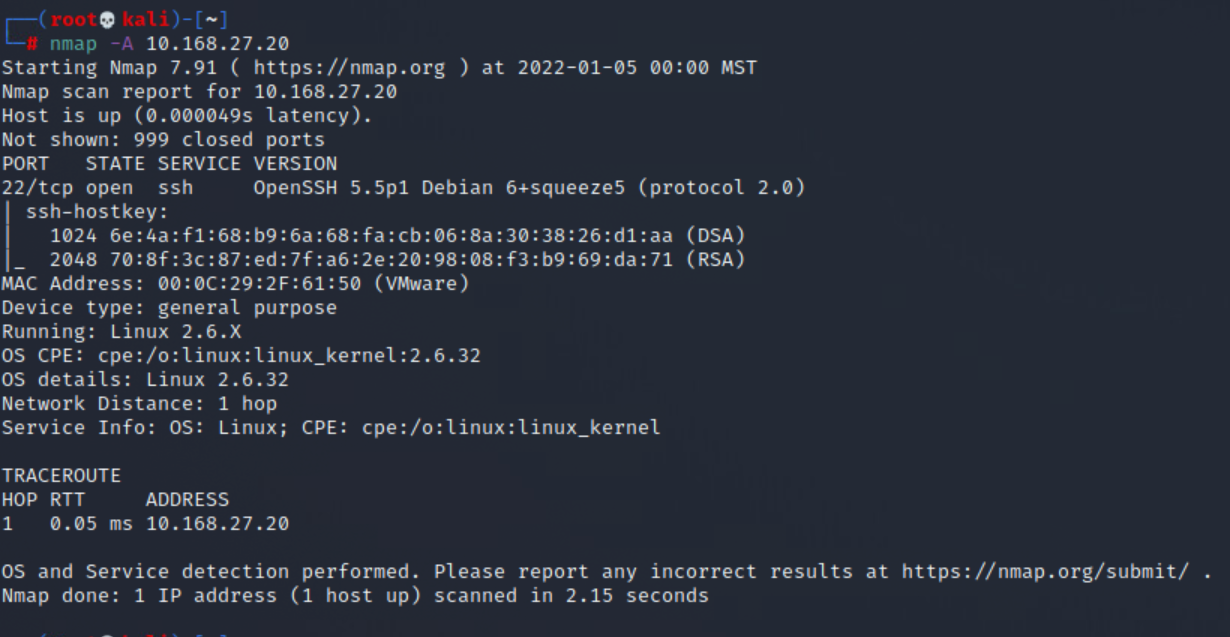 ┌──(root💀kali)-[~]
└─# nmap -A 10.168.27.20
Starting Nmap 7.91 ( https://nmap.org ) at 2022-01-05 00:00 MST
Nmap scan report for 10.168.27.20
Host is up (0.000049s latency).
Not shown: 999 closed ports
PORT   STATE SERVICE VERSION
22/tcp open  ssh     OpenSSH 5.5p1 Debian 6+squeeze5 (protocol 2.0)
| ssh-hostkey:
|   1024 6e:4a:f1:68:b9:6a:68:fa:cb:06:8a:30:38:26:d1:aa (DSA)
|_  2048 70:8f:3c:87:ed:7f:a6:2e:20:98:08:f3:b9:69:da:71 (RSA)
MAC Address: 00:0C:29:2F:61:50 (VMware)
Device type: general purpose
Running: Linux 2.6.X
OS CPE: cpe:/o:linux:linux_kernel:2.6.32
OS details: Linux 2.6.32
Network Distance: 1 hop
Service Info: OS: Linux; CPE: cpe:/o:linux:linux_kernel
TRACEROUTE
HOP RTT     ADDRESS
1   0.05 ms 10.168.27.20
OS and Service detection performed. Please report any incorrect results at https://nmap.org/submit/ .
Nmap done: 1 IP address (1 host up) scanned in 2.15 seconds